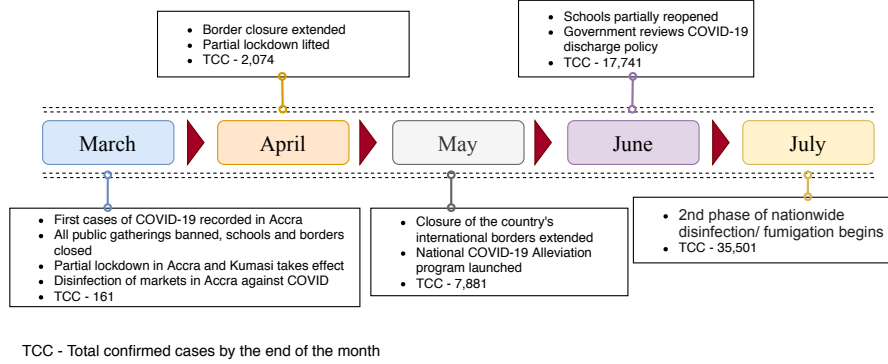 • Border closure extended
• Partial lockdown lifted
• TCC - 2,074
• Schools partially reopened
• Government reviews COVID-19
discharge policy
• TCC - 17,741
March
April
May
June
July
• First cases of COVID-19 recorded in Accra
• All public gatherings banned, schools and borders
closed
• Partial lockdown in Accra and Kumasi takes effect
• Disinfection of markets in Accra against COVID
• TCC - 161
• Closure of the country's
international borders extended
• National COVID-19 Alleviation
program launched
• TCC - 7,881
• 2nd phase of nationwide
disinfection/ fumigation begins
• TCC - 35,501
TCC - Total confirmed cases by the end of the month